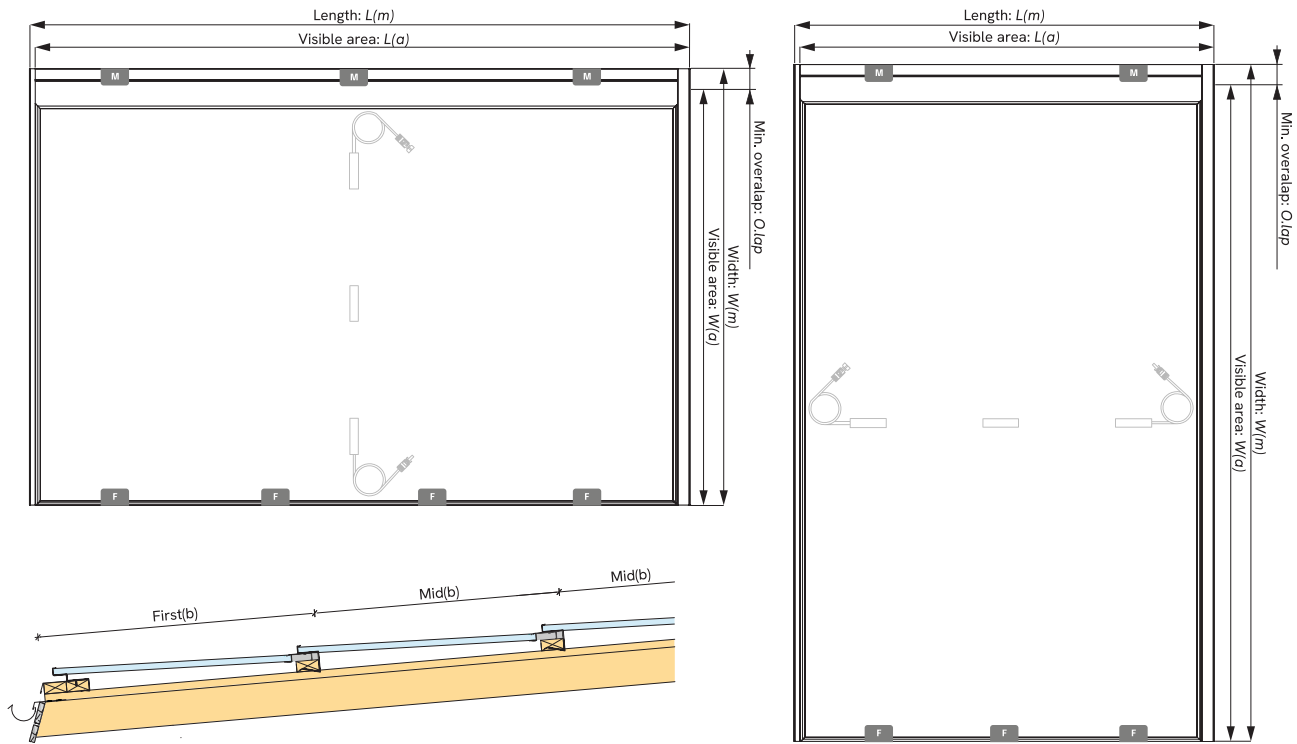 Length: L(m)
Visible area: L(a)
M
M
M
Min. overalap: O.lap
Width: W(m)
Visible area: W(a)
F
F
F
F
Length: L(m)
Visible area: L(a)
M
M
Min. overalap: O.lap
Width: W(m)
Visible area: W(a)
F
F
F
First(b)
Mid(b)
Mid(b)